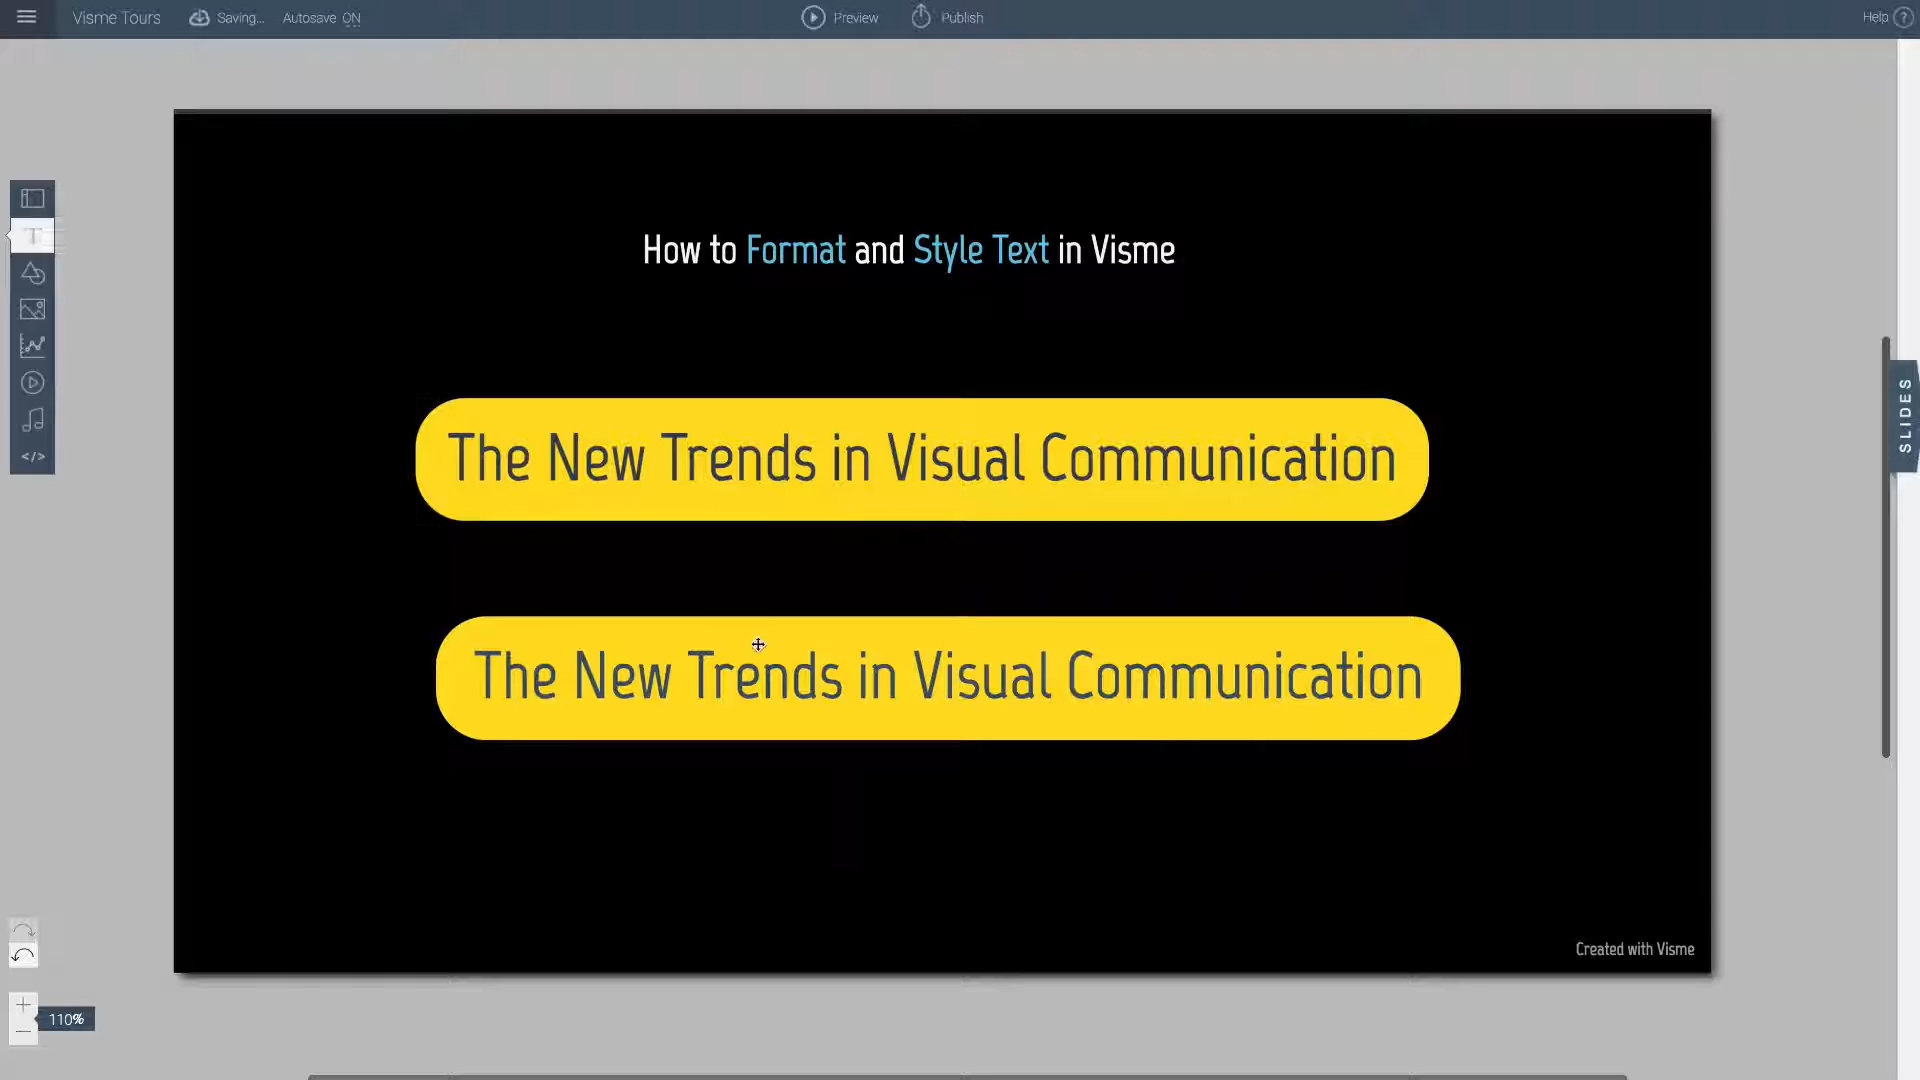 Visme Tours Saving... Autosave ON Preview Publish Help ?
How to Format and Style Text in Visme
The New Trends in Visual Communication
SLIDES
The New Trends in Visual Communication
Created with Visme
110%